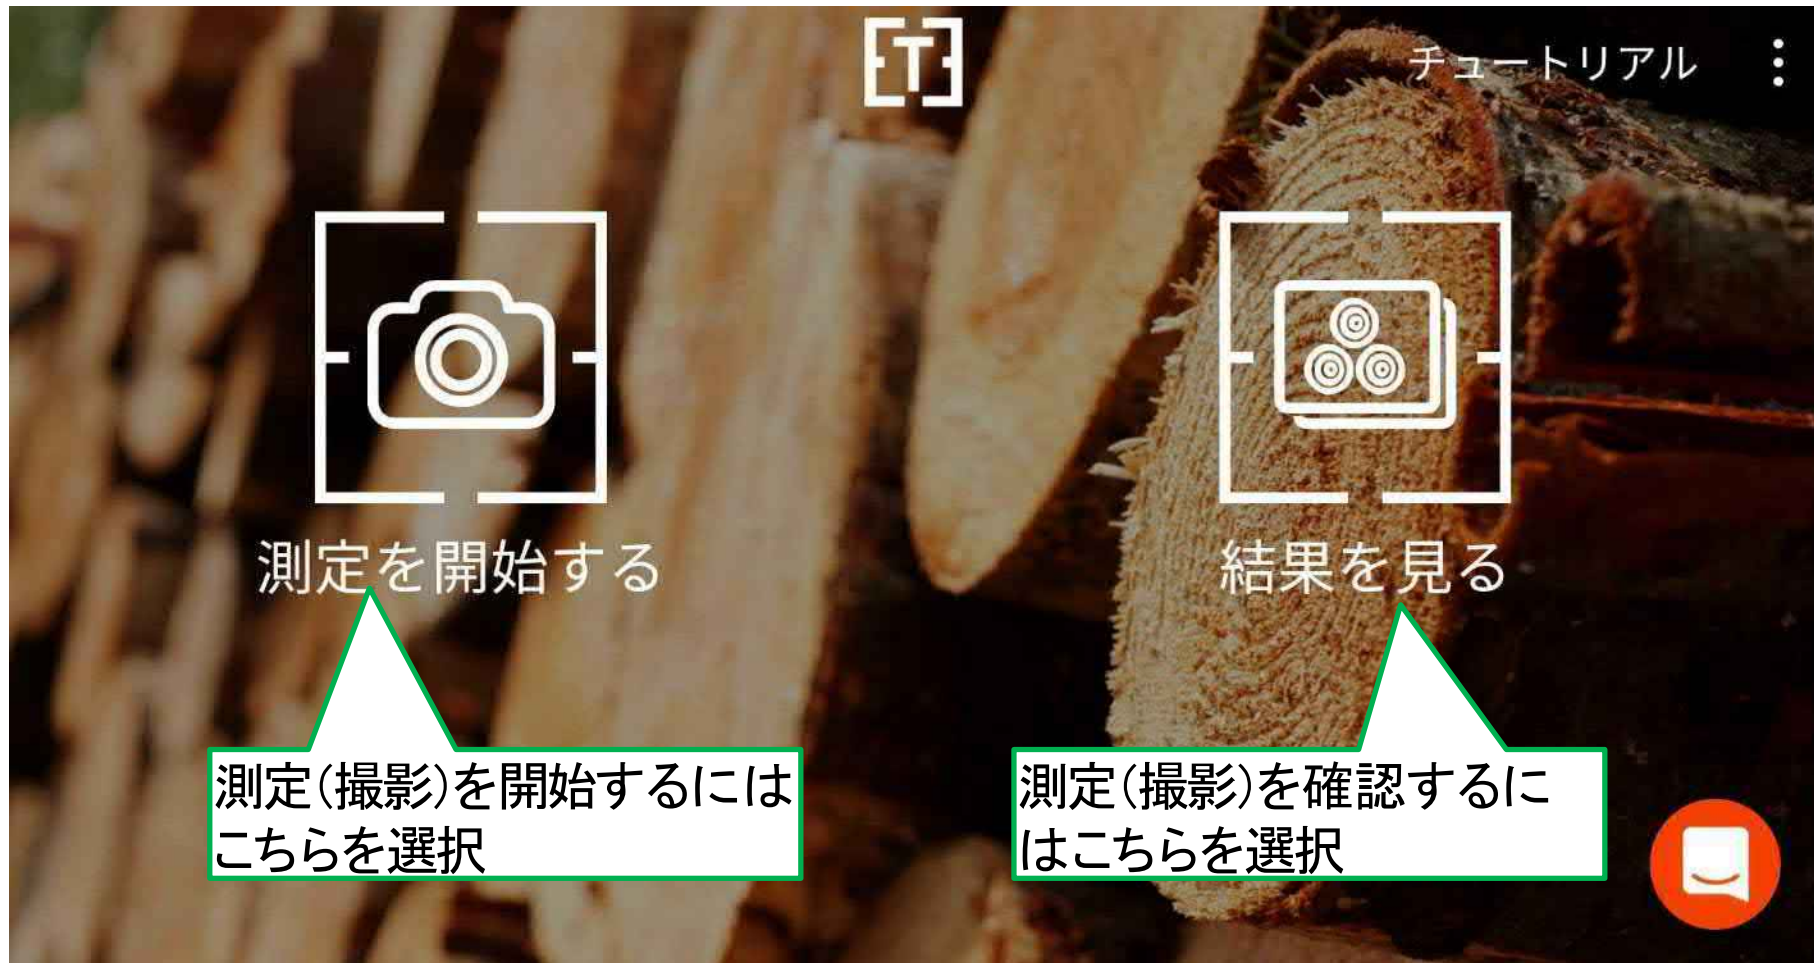 T
チュートリアル
測定を開始する
結果を見る
測定(撮影)を開始するには
こちらを選択
測定(撮影)を確認するに
はこちらを選択